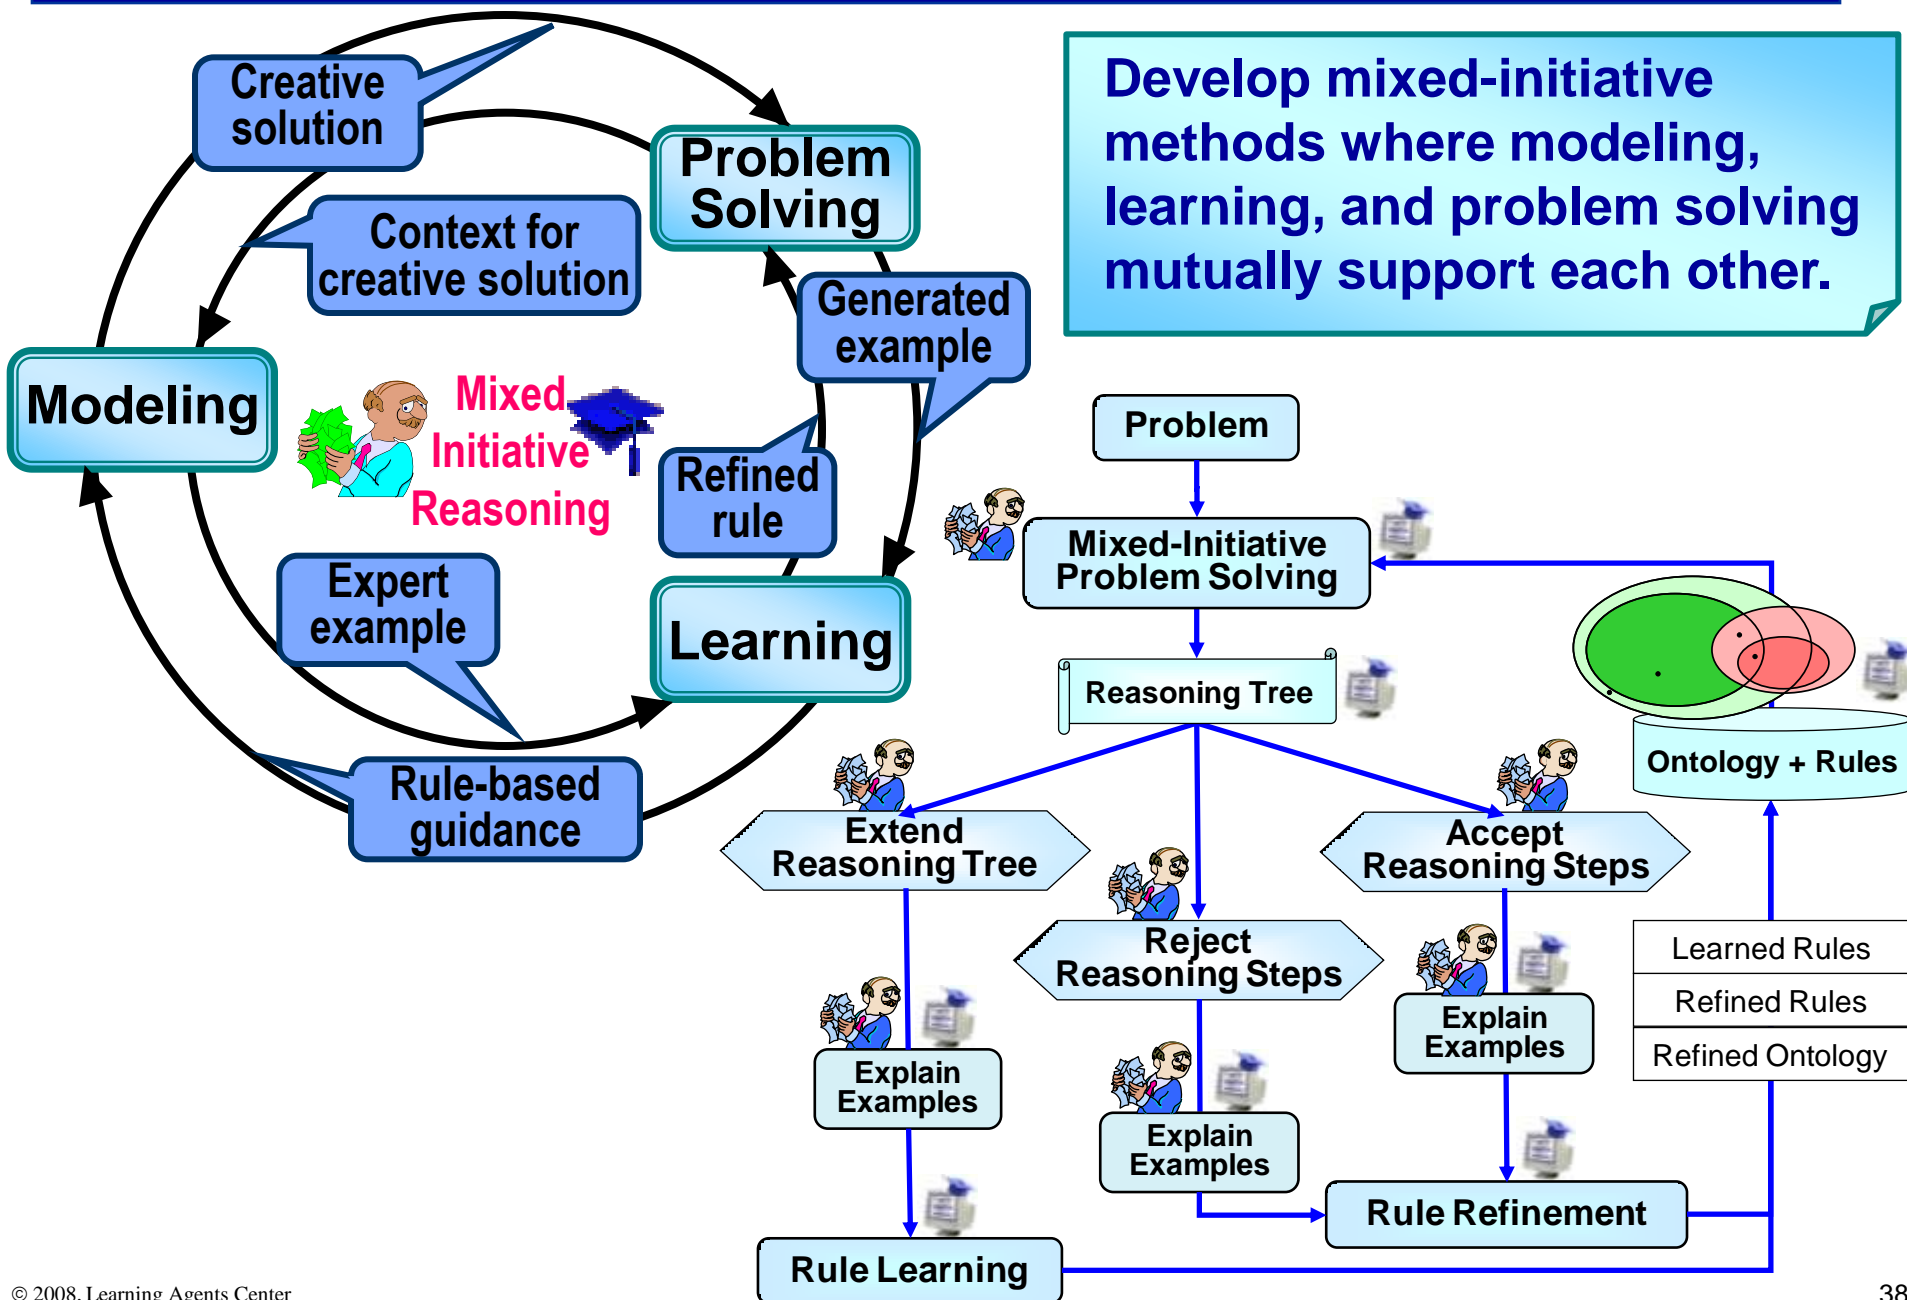 Creative
solution
Problem
Solving
Context for
creative solution
Generated
example
Modeling
Mixed
Initiative
Reasoning
Refined
rule
Expert
example
Learning
Rule-based
guidance
Develop mixed-initiative
methods where modeling,
learning, and problem solving
mutually support each other.
Problem
Mixed-Initiative
Problem Solving
Reasoning Tree
Ontology + Rules
Extend
Reasoning Tree
Accept
Reasoning Steps
Reject
Reasoning Steps
Learned Rules
Refined Rules
Refined Ontology
Explain
Examples
Explain
Examples
Explain
Examples
Rule Refinement
Rule Learning
© 2008, Learning Agents Center
38